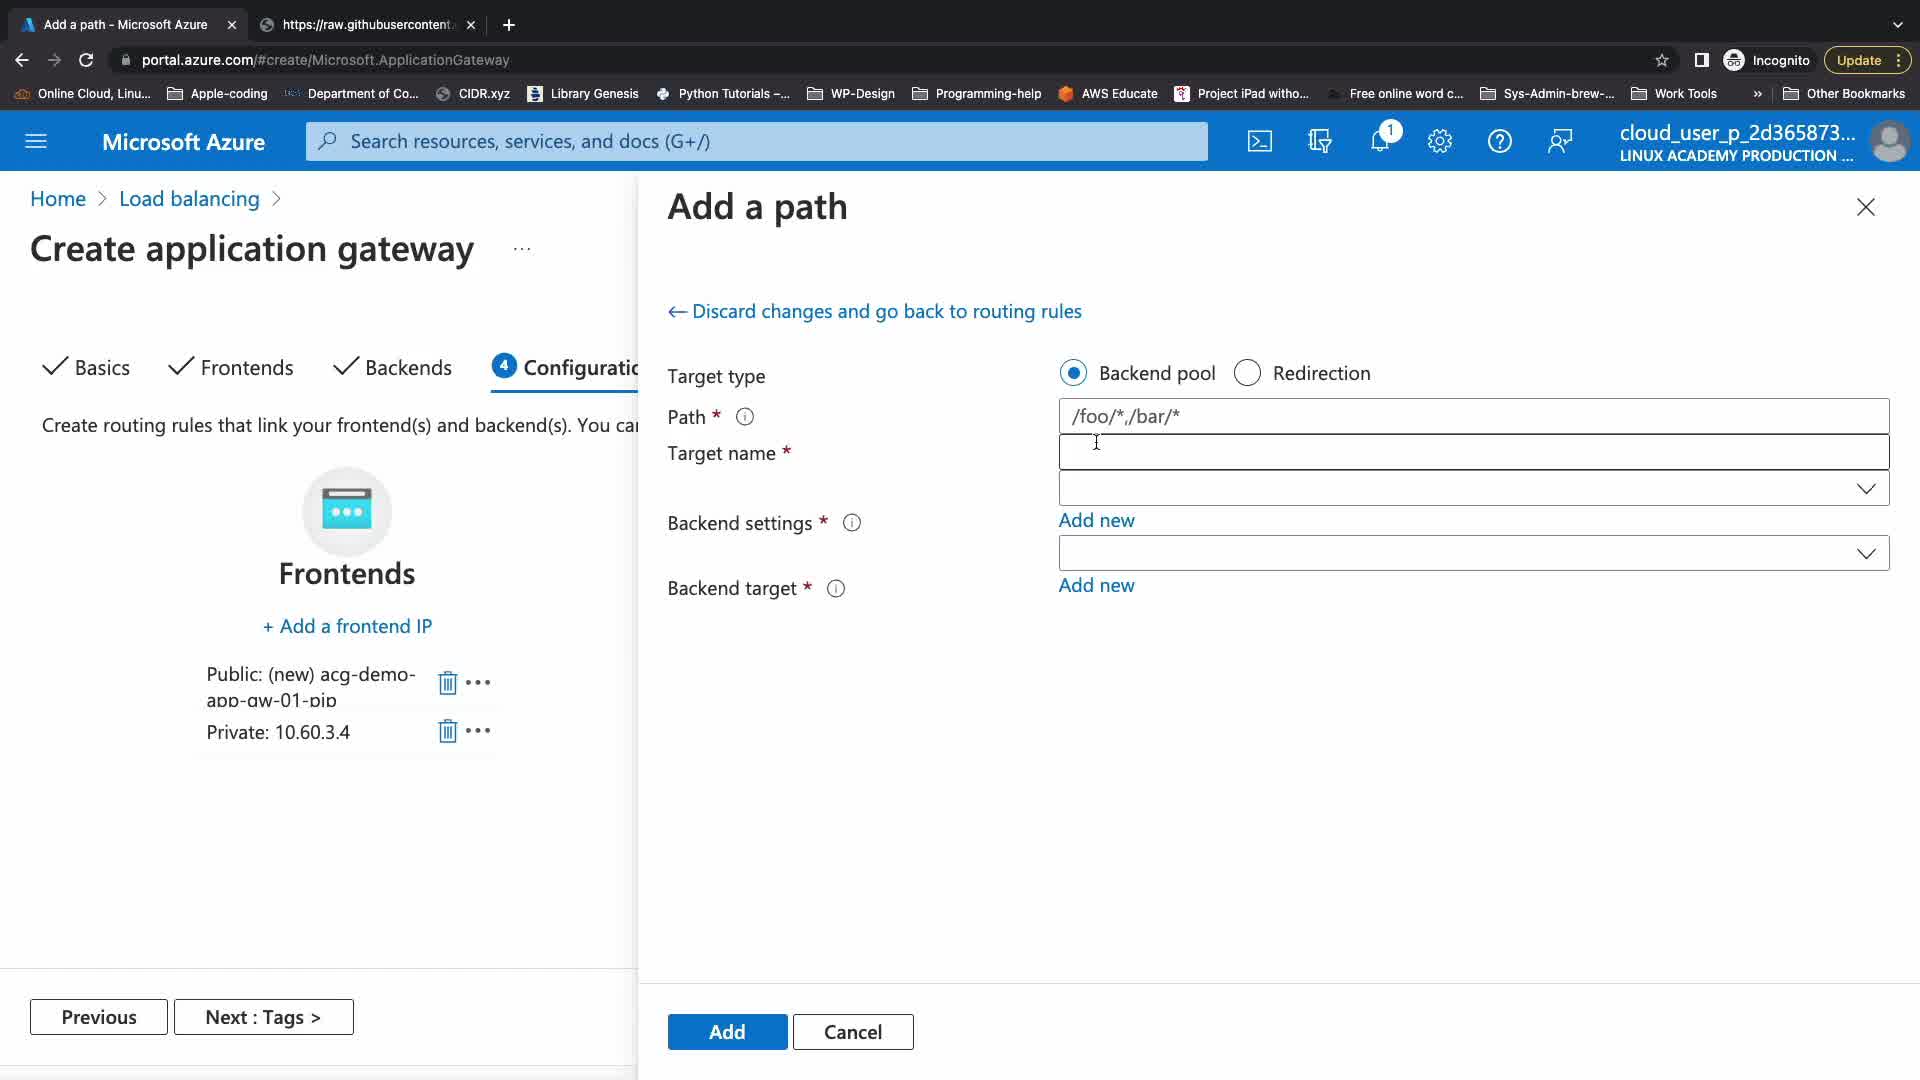 Add a path - Microsoft Azure
https://raw.githubusercontent.
portal.azure.com/#create/Microsoft.ApplicationGateway
Incognito
Update
Online Cloud, Linu...
Apple-coding
Department of Co...
CIDR.xyz
Library Genesis
Python Tutorials –...
WP-Design
Programming-help
AWS Educate
Project iPad witho...
Free online word c...
Sys-Admin-brew-...
Work Tools
»
Other Bookmarks
Microsoft Azure
Search resources, services, and docs (G+/)
1
cloud_user_p_2d365873...
LINUX ACADEMY PRODUCTION ...
Home > Load balancing >
Create application gateway ...
Basics
Frontends
Backends
4 Configuratio
Create routing rules that link your frontend(s) and backend(s). You can
Frontends
+ Add a frontend IP
Public: (new) acg-demo-
app-gw-01-pip
Private: 10.60.3.4
Previous
Next : Tags >
Add a path
← Discard changes and go back to routing rules
Target type
Backend pool
Redirection
Path *
/foo/*,/bar/*
Target name *
Backend settings *
Add new
Backend target *
Add new
Add
Cancel